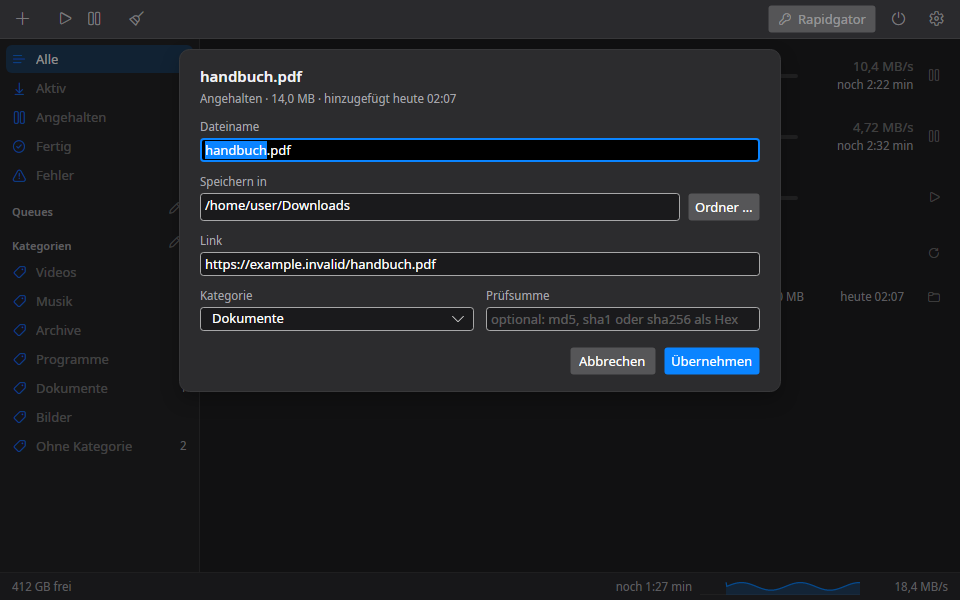 Rapidgator
Alle
Aktiv
Angehalten
Fertig
Fehler
Queues
Kategorien
Videos
Musik
Archive
Programme
Dokumente
Bilder
Ohne Kategorie 2
handbuch.pdf
Angehalten · 14,0 MB · hinzugefügt heute 02:07
Dateiname
handbuch.pdf
Speichern in
/home/user/Downloads
Ordner ...
Link
https://example.invalid/handbuch.pdf
Kategorie
Prüfsumme
Dokumente
optional: md5, sha1 oder sha256 als Hex
Abbrechen
Übernehmen
10,4 MB/s
noch 2:22 min
4,72 MB/s
noch 2:32 min
MB heute 02:07
412 GB frei
noch 1:27 min
18,4 MB/s